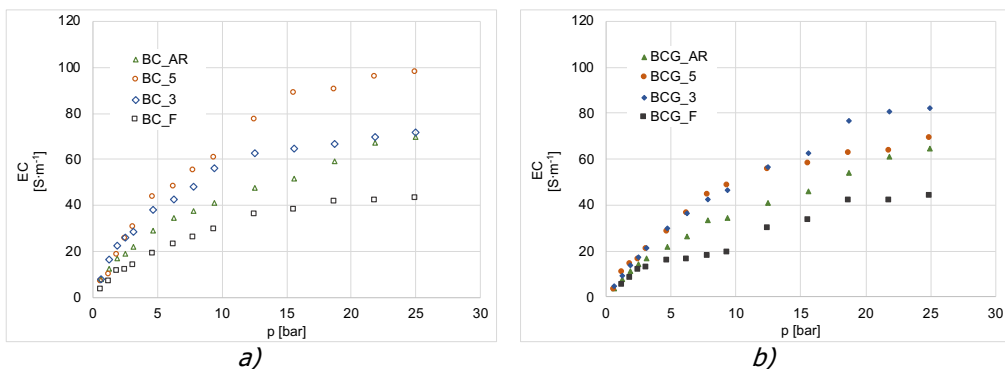 120
100
80
60
40
20
0
EC
[S·m⁻¹]
BC_AR
BC_5
BC_3
BC_F
0 5 10 15 20 25 30
p [bar]
a)
120
100
80
60
40
20
0
EC
[S·m⁻¹]
BCG_AR
BCG_5
BCG_3
BCG_F
0 5 10 15 20 25 30
p [bar]
b)